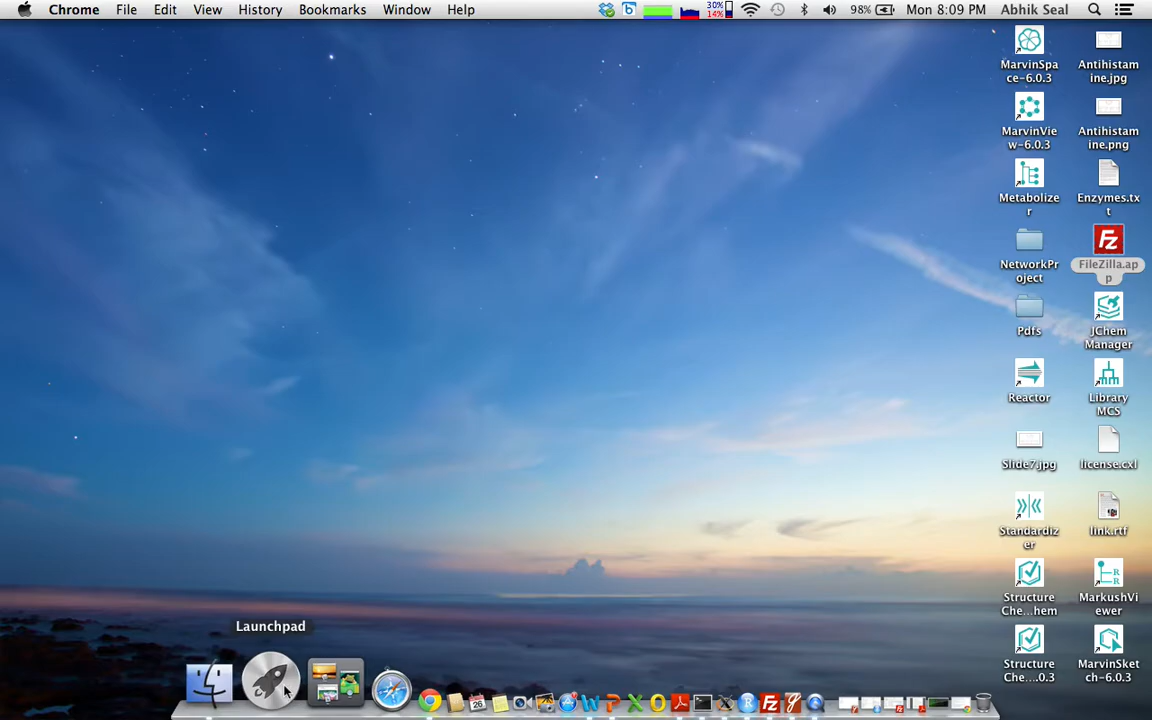 Chrome File Edit View History Bookmarks Window Help 30% 14% 98% Mon 8:09 PM Abhik Seal
MarvinSpa
ce-6.0.3
Antihistam
ine.jpg
MarvinVie
w-6.0.3
Antihistam
ine.png
Metabolize
r
Enzymes.tx
t
NetworkPr
oject
FileZilla.ap
p
Pdfs
JChem
Manager
Reactor
Library
MCS
Slide7.jpg
license.cxl
Standardiz
er
link.rtf
Structure
Che...hem
MarkushVi
ewer
Structure
Che...0.3
MarvinSket
ch-6.0.3
Launchpad